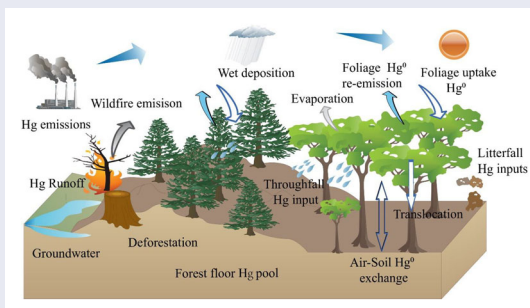 Wet deposition
Foliage Hg⁰
re-emission
Foliage uptake
Hg⁰
Wildfire emisison
Evaporation
Hg emissions
Litterfall
Hg inputs
Hg Runoff
Throughfall
Hg input
Translocation
Groundwater
Deforestation
Air-Soil Hg⁰
exchange
Forest floor Hg pool